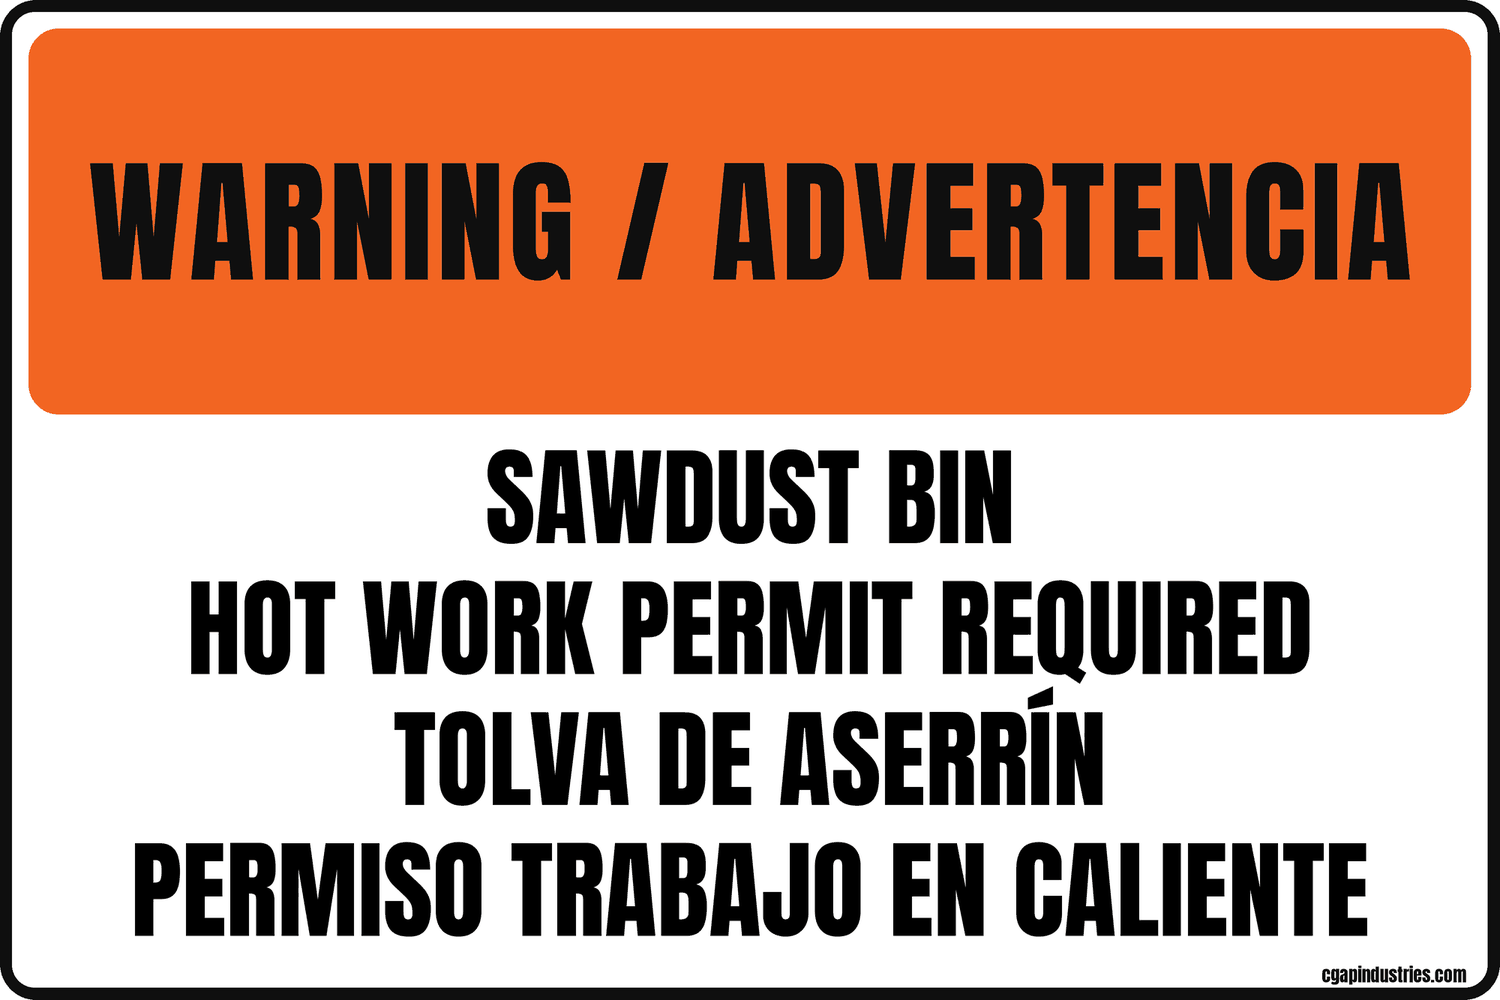 WARNING / ADVERTENCIA
SAWDUST BIN
HOT WORK PERMIT REQUIRED
TOLVA DE ASERRÍN
PERMISO TRABAJO EN CALIENTE
cgapindustries.com